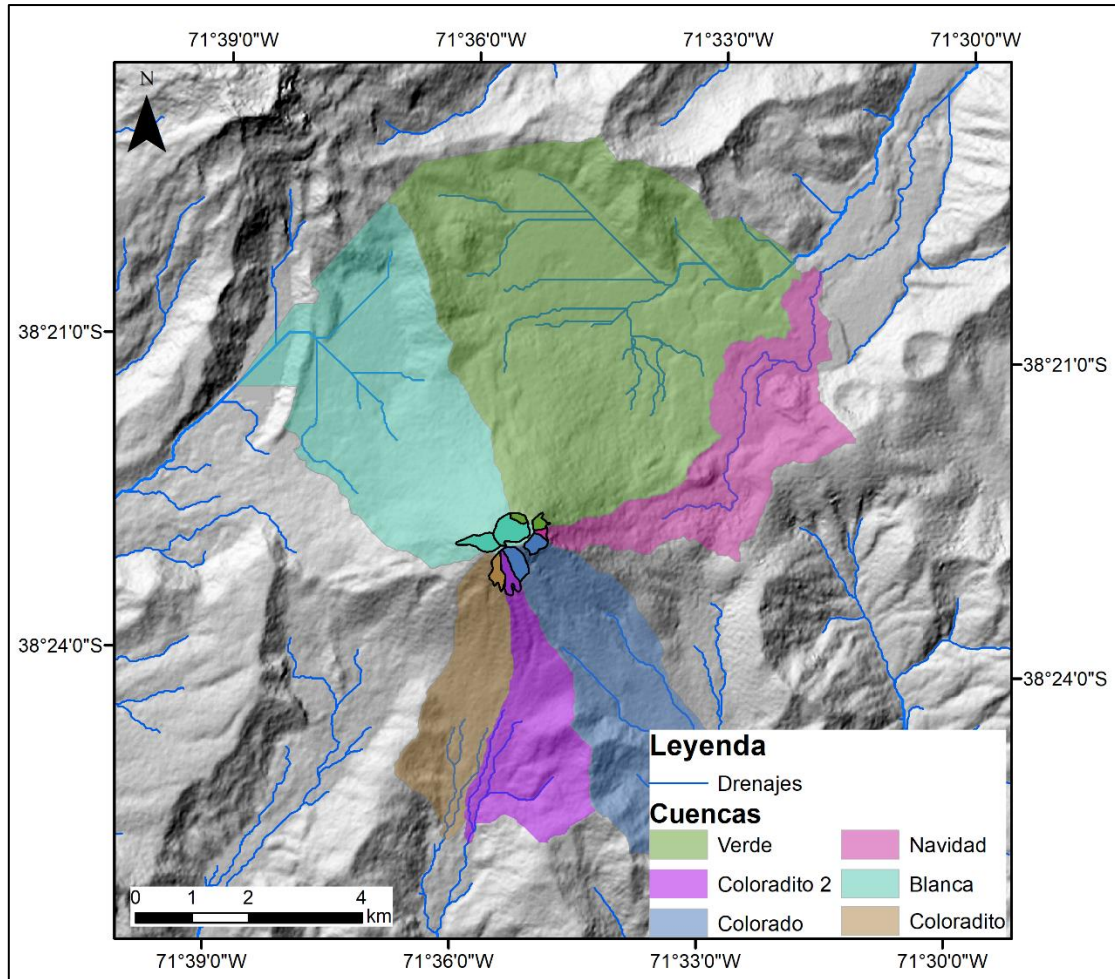 71°39'0"W 71°36'0"W 71°33'0"W 71°30'0"W
N
38°21'0"S
38°21'0"S
38°24'0"S
38°24'0"S
Leyenda
Drenajes
Cuencas
Verde Navidad
Coloradito 2 Blanca
Colorado Coloradito
0 1 2 4
km
71°39'0"W 71°36'0"W 71°33'0"W 71°30'0"W